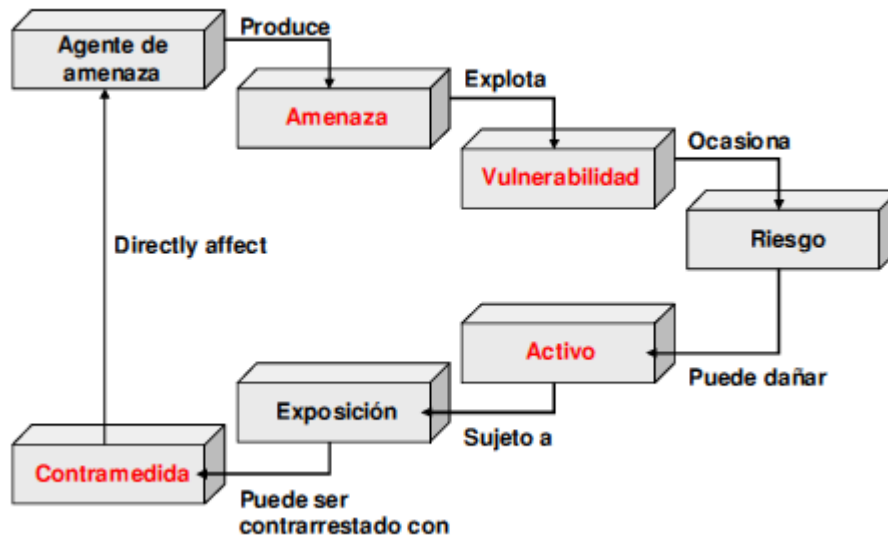 Agente de
amenaza
Produce
Amenaza
Explota
Vulnerabilidad
Ocasiona
Riesgo
Directly affect
Activo
Puede dañar
Exposición
Sujeto a
Contramedida
Puede ser
contrarrestado con